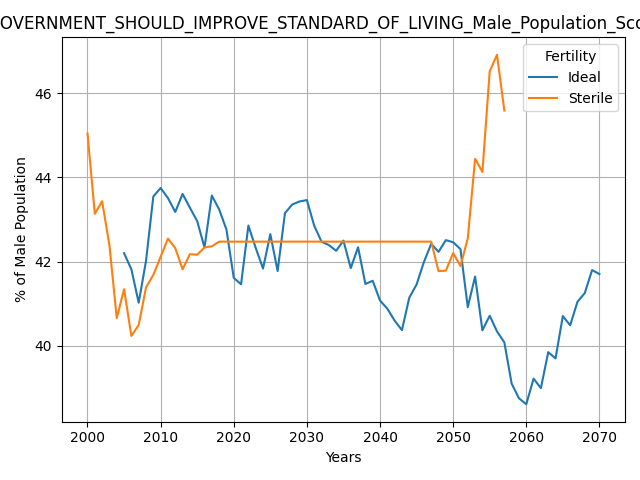 OVERNMENT_SHOULD_IMPROVE_STANDARD_OF_LIVING_Male_Population_Sco
Fertility
Ideal
Sterile
% of Male Population
46
44
42
40
2000 2010 2020 2030 2040 2050 2060 2070
Years